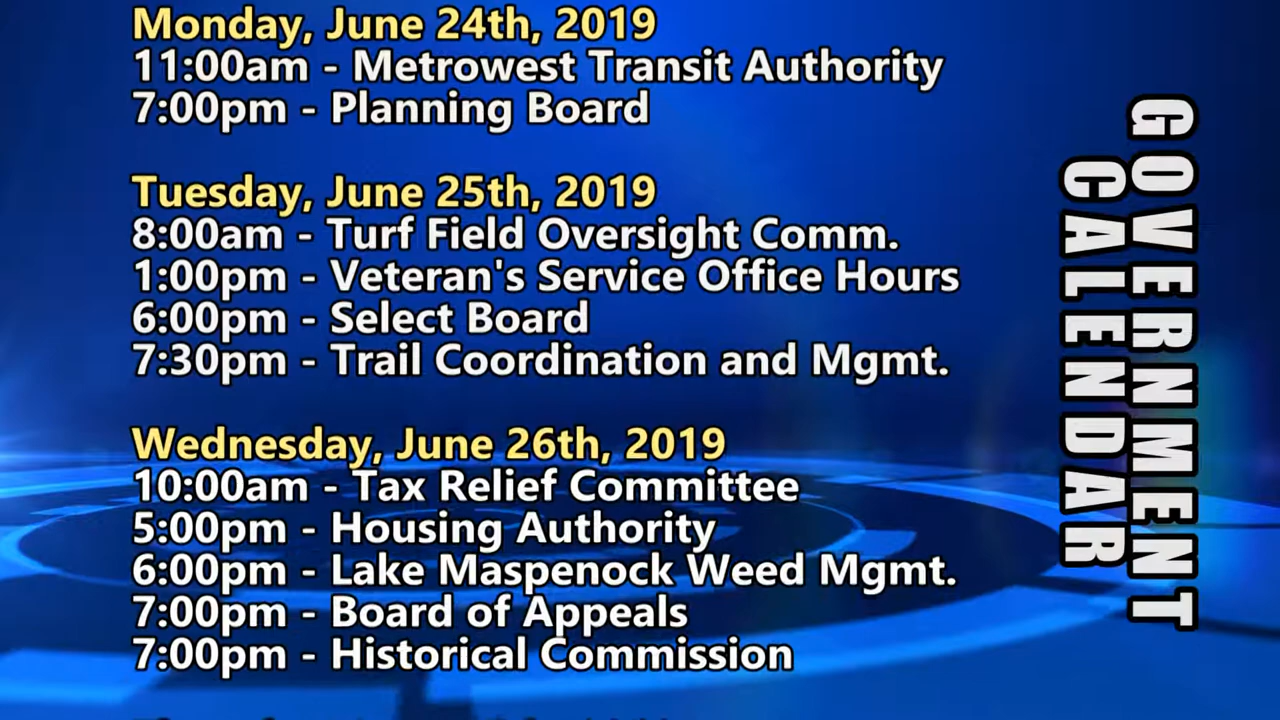 Monday, June 24th, 2019
11:00am - Metrowest Transit Authority
7:00pm - Planning Board
Tuesday, June 25th, 2019
8:00am - Turf Field Oversight Comm.
1:00pm - Veteran's Service Office Hours
6:00pm - Select Board
7:30pm - Trail Coordination and Mgmt.
Wednesday, June 26th, 2019
10:00am - Tax Relief Committee
5:00pm - Housing Authority
6:00pm - Lake Maspenock Weed Mgmt.
7:00pm - Board of Appeals
7:00pm - Historical Commission
GOVERNMENT
CALENDAR